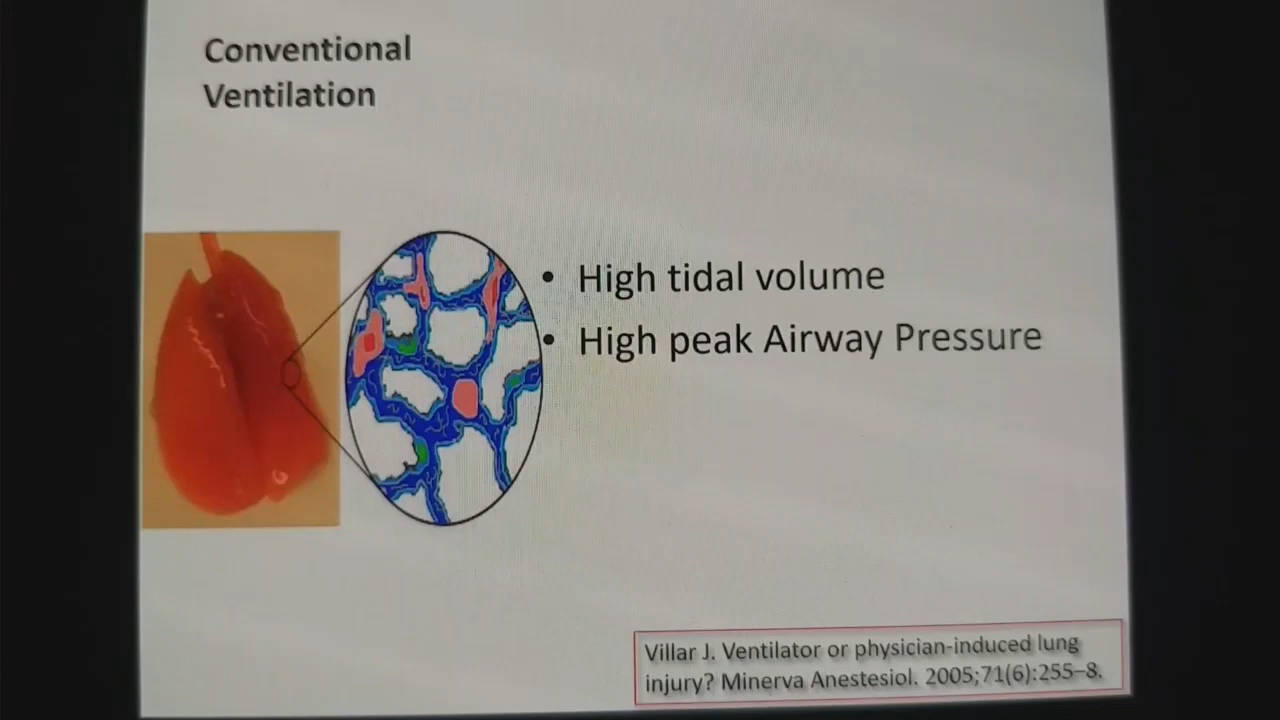 Conventional
Ventilation
• High tidal volume
• High peak Airway Pressure
Villar J. Ventilator or physician-induced lung
injury? Minerva Anestesiol. 2005;71(6):255–8.